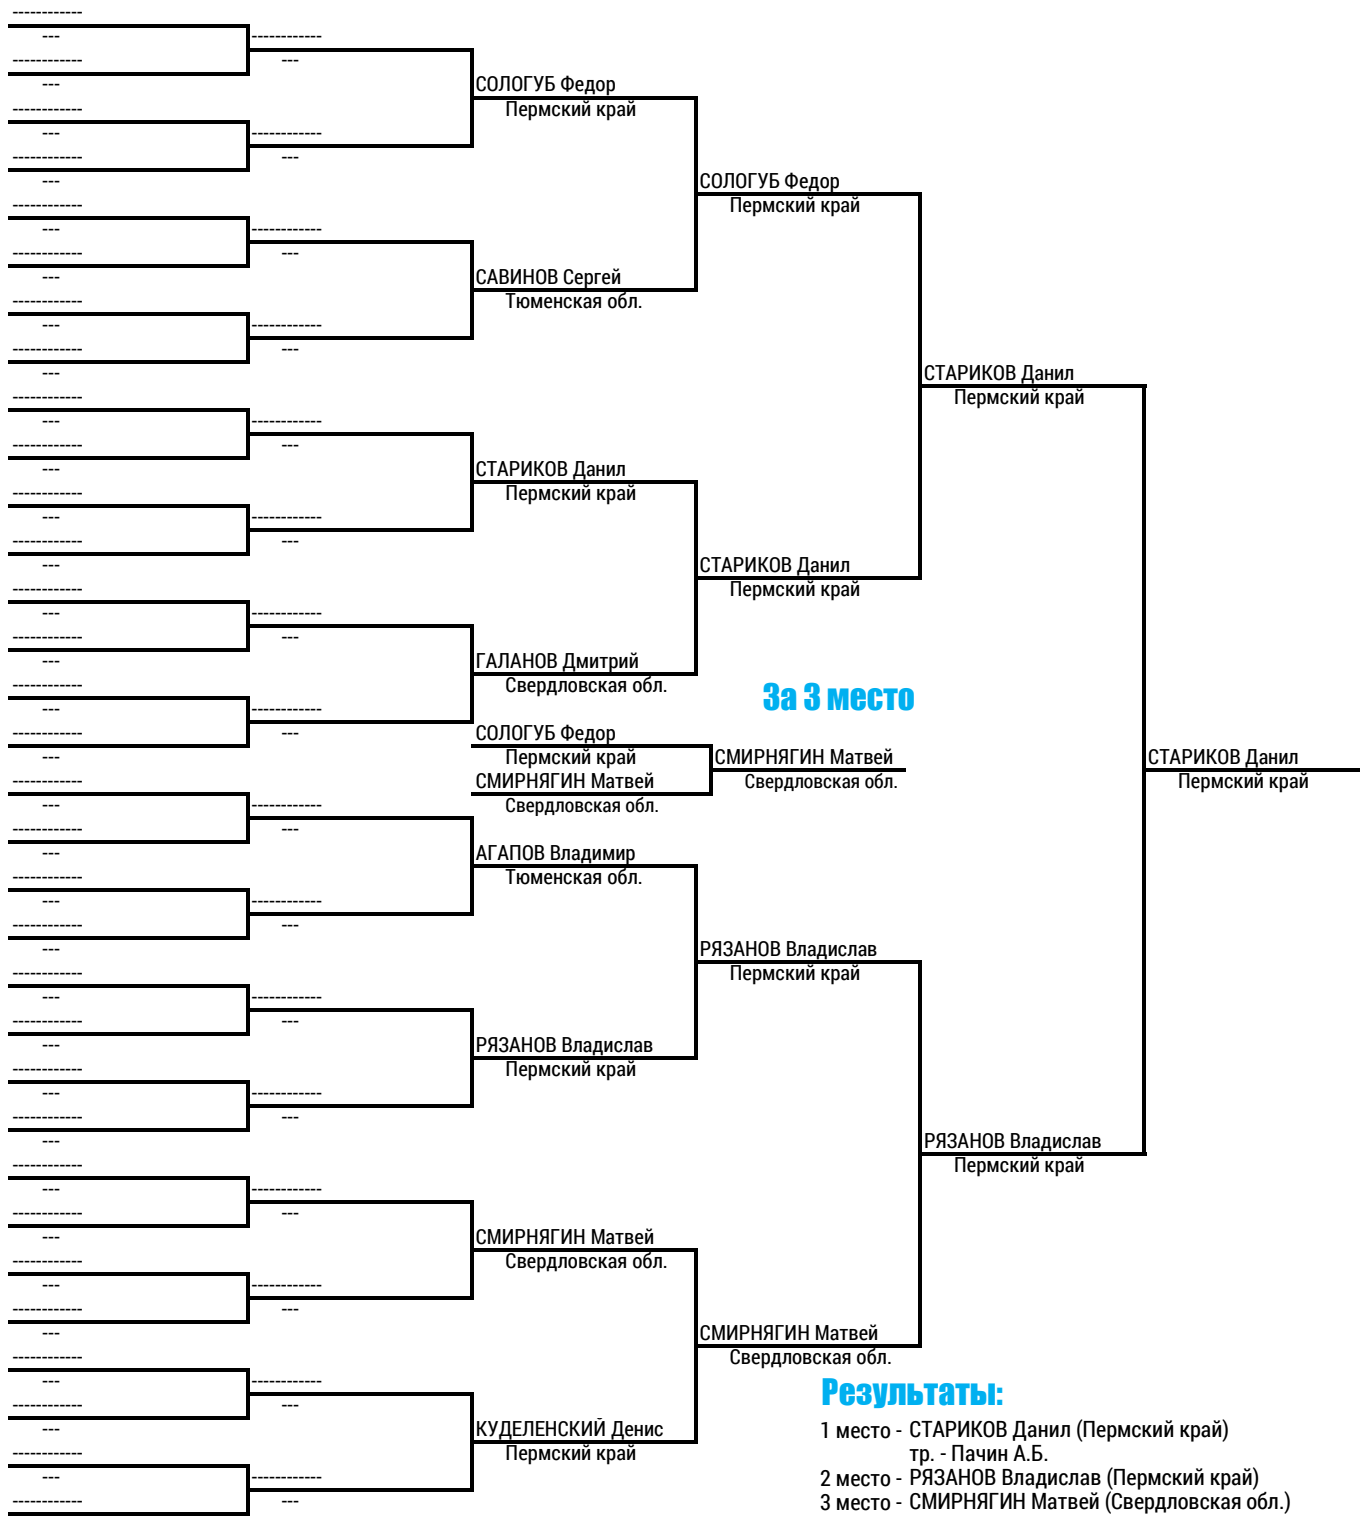 ------------
---
------------
---
------------
---
------------
---
------------
---
------------
---
------------
---
------------
---
------------
---
------------
---
------------
---
------------
---
------------
---
------------
---
------------
---
------------
---
------------
---
------------
---
------------
---
------------
---
------------
---
------------
---
------------
---
------------
---
------------
---
------------
---
------------
---
------------
---
------------
---
------------
---
------------
---
------------
------------
---
------------
---
------------
---
------------
---
------------
---
------------
---
------------
---
------------
---
------------
---
------------
---
------------
---
------------
---
------------
---
------------
---
------------
---
------------
---
СОЛОГУБ Федор
Пермский край
САВИНОВ Сергей
Тюменская обл.
СТАРИКОВ Данил
Пермский край
ГАЛАНОВ Дмитрий
Свердловская обл.
АГАПОВ Владимир
Тюменская обл.
РЯЗАНОВ Владислав
Пермский край
СМИРНЯГИН Матвей
Свердловская обл.
КУДЕЛЕНСКИЙ Денис
Пермский край
СОЛОГУБ Федор
Пермский край
СТАРИКОВ Данил
Пермский край
РЯЗАНОВ Владислав
Пермский край
СМИРНЯГИН Матвей
Свердловская обл.
СТАРИКОВ Данил
Пермский край
РЯЗАНОВ Владислав
Пермский край
СТАРИКОВ Данил
Пермский край
За 3 место
СОЛОГУБ Федор
Пермский край
СМИРНЯГИН Матвей
Свердловская обл.
СМИРНЯГИН Матвей
Свердловская обл.
Результаты:
1 место - СТАРИКОВ Данил (Пермский край)
тр. - Пачин А.Б.
2 место - РЯЗАНОВ Владислав (Пермский край)
3 место - СМИРНЯГИН Матвей (Свердловская обл.)